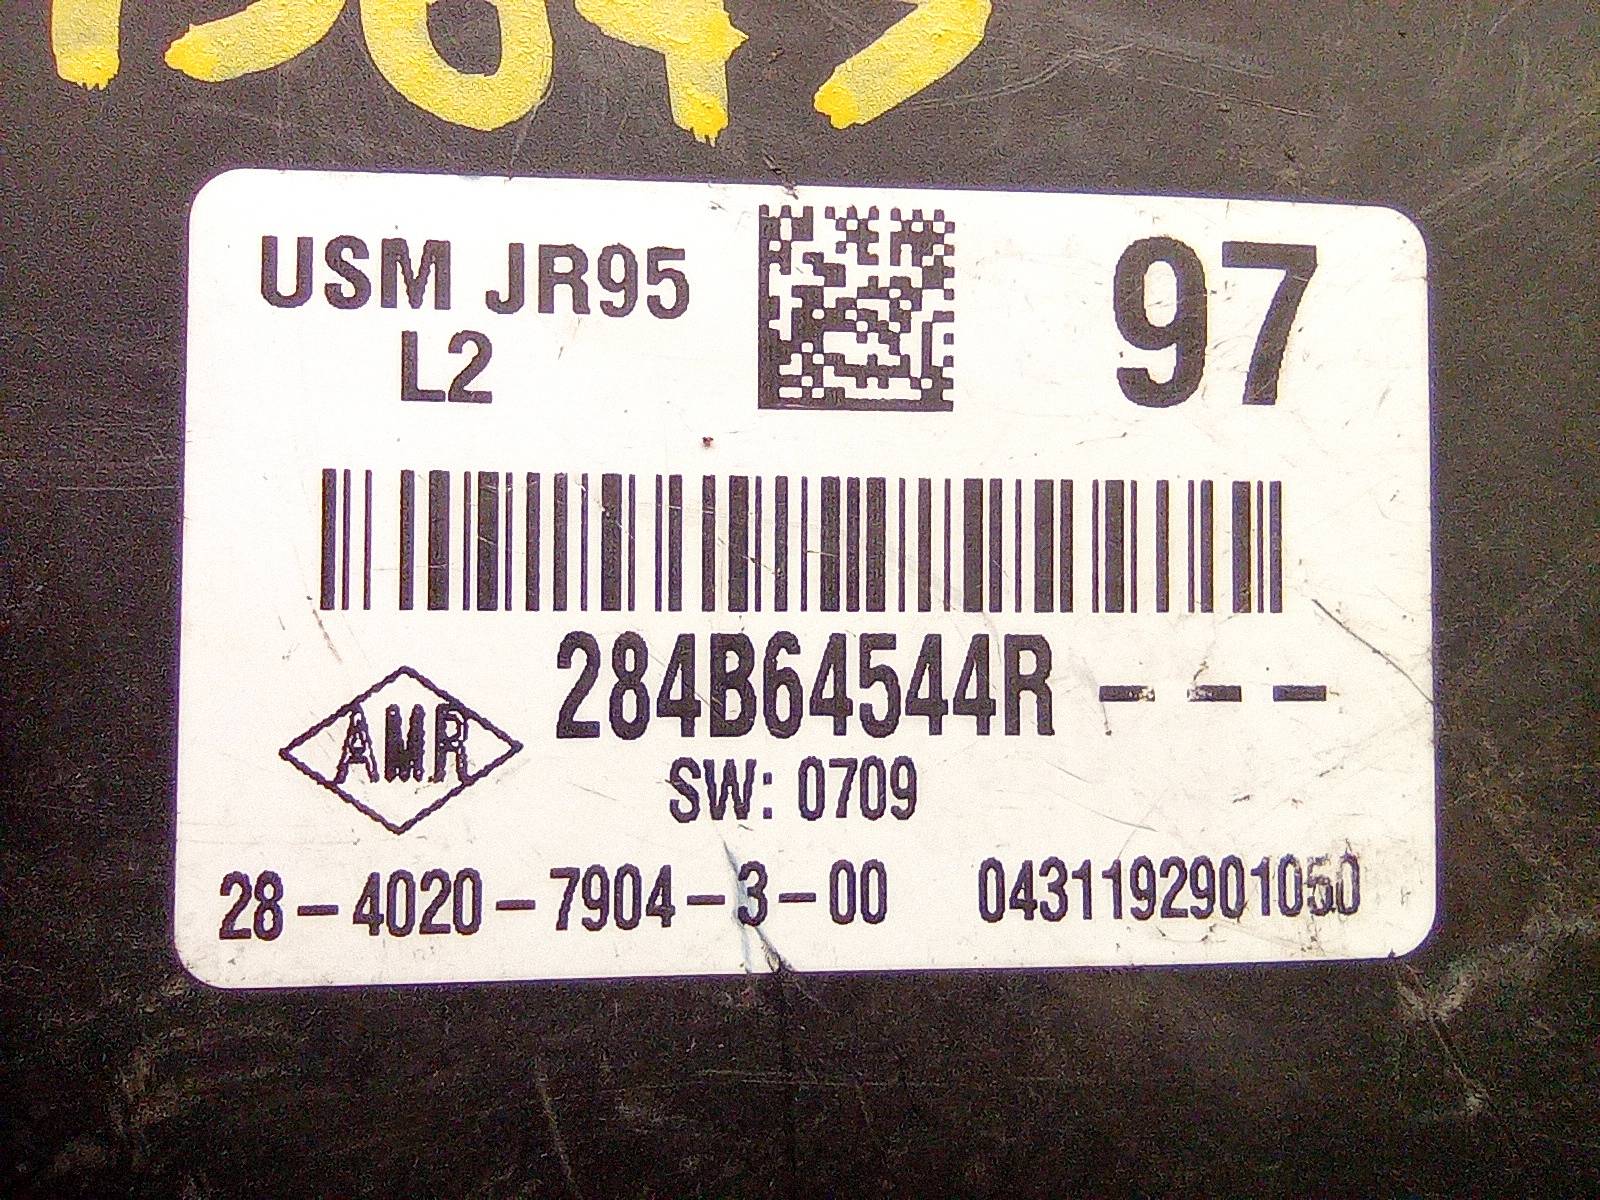 USM JR95
L2
97
284B64544R---
AMR
SW: 0709
28-4020-7904-3-00 0431192901050